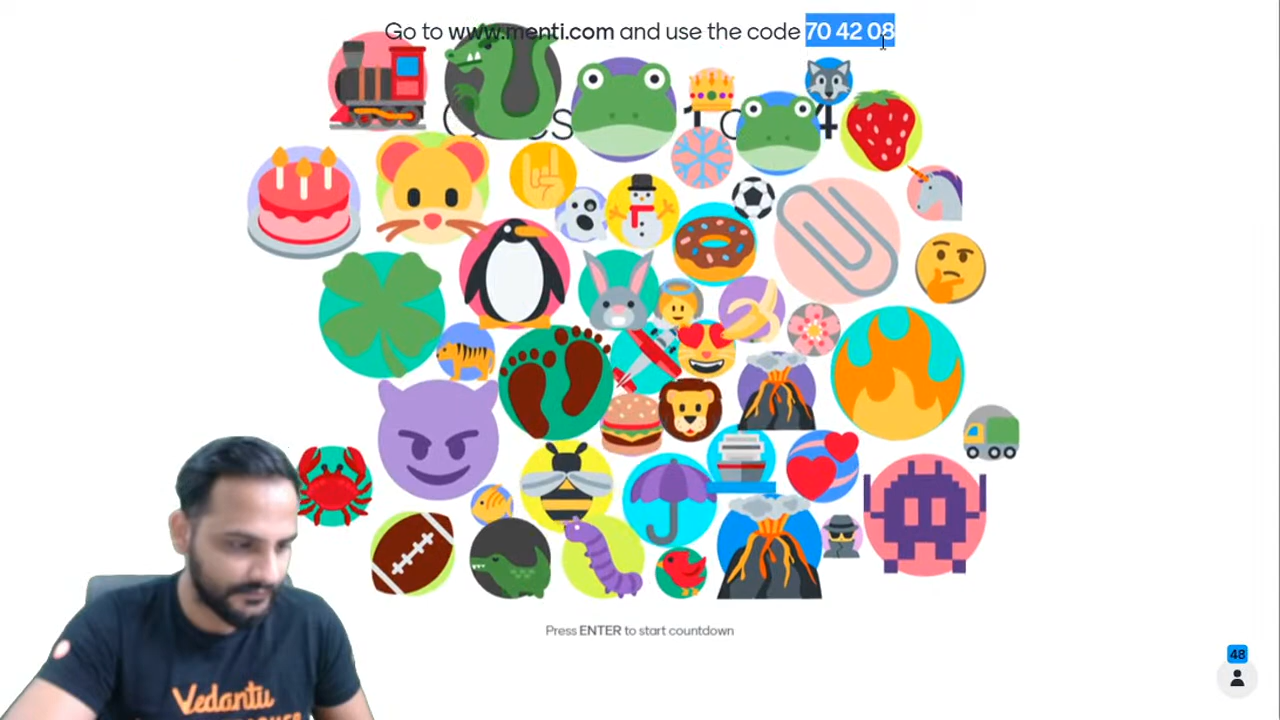 Go to www.menti.com and use the code 70 42 08
Press ENTER to start countdown
48
Vedantu